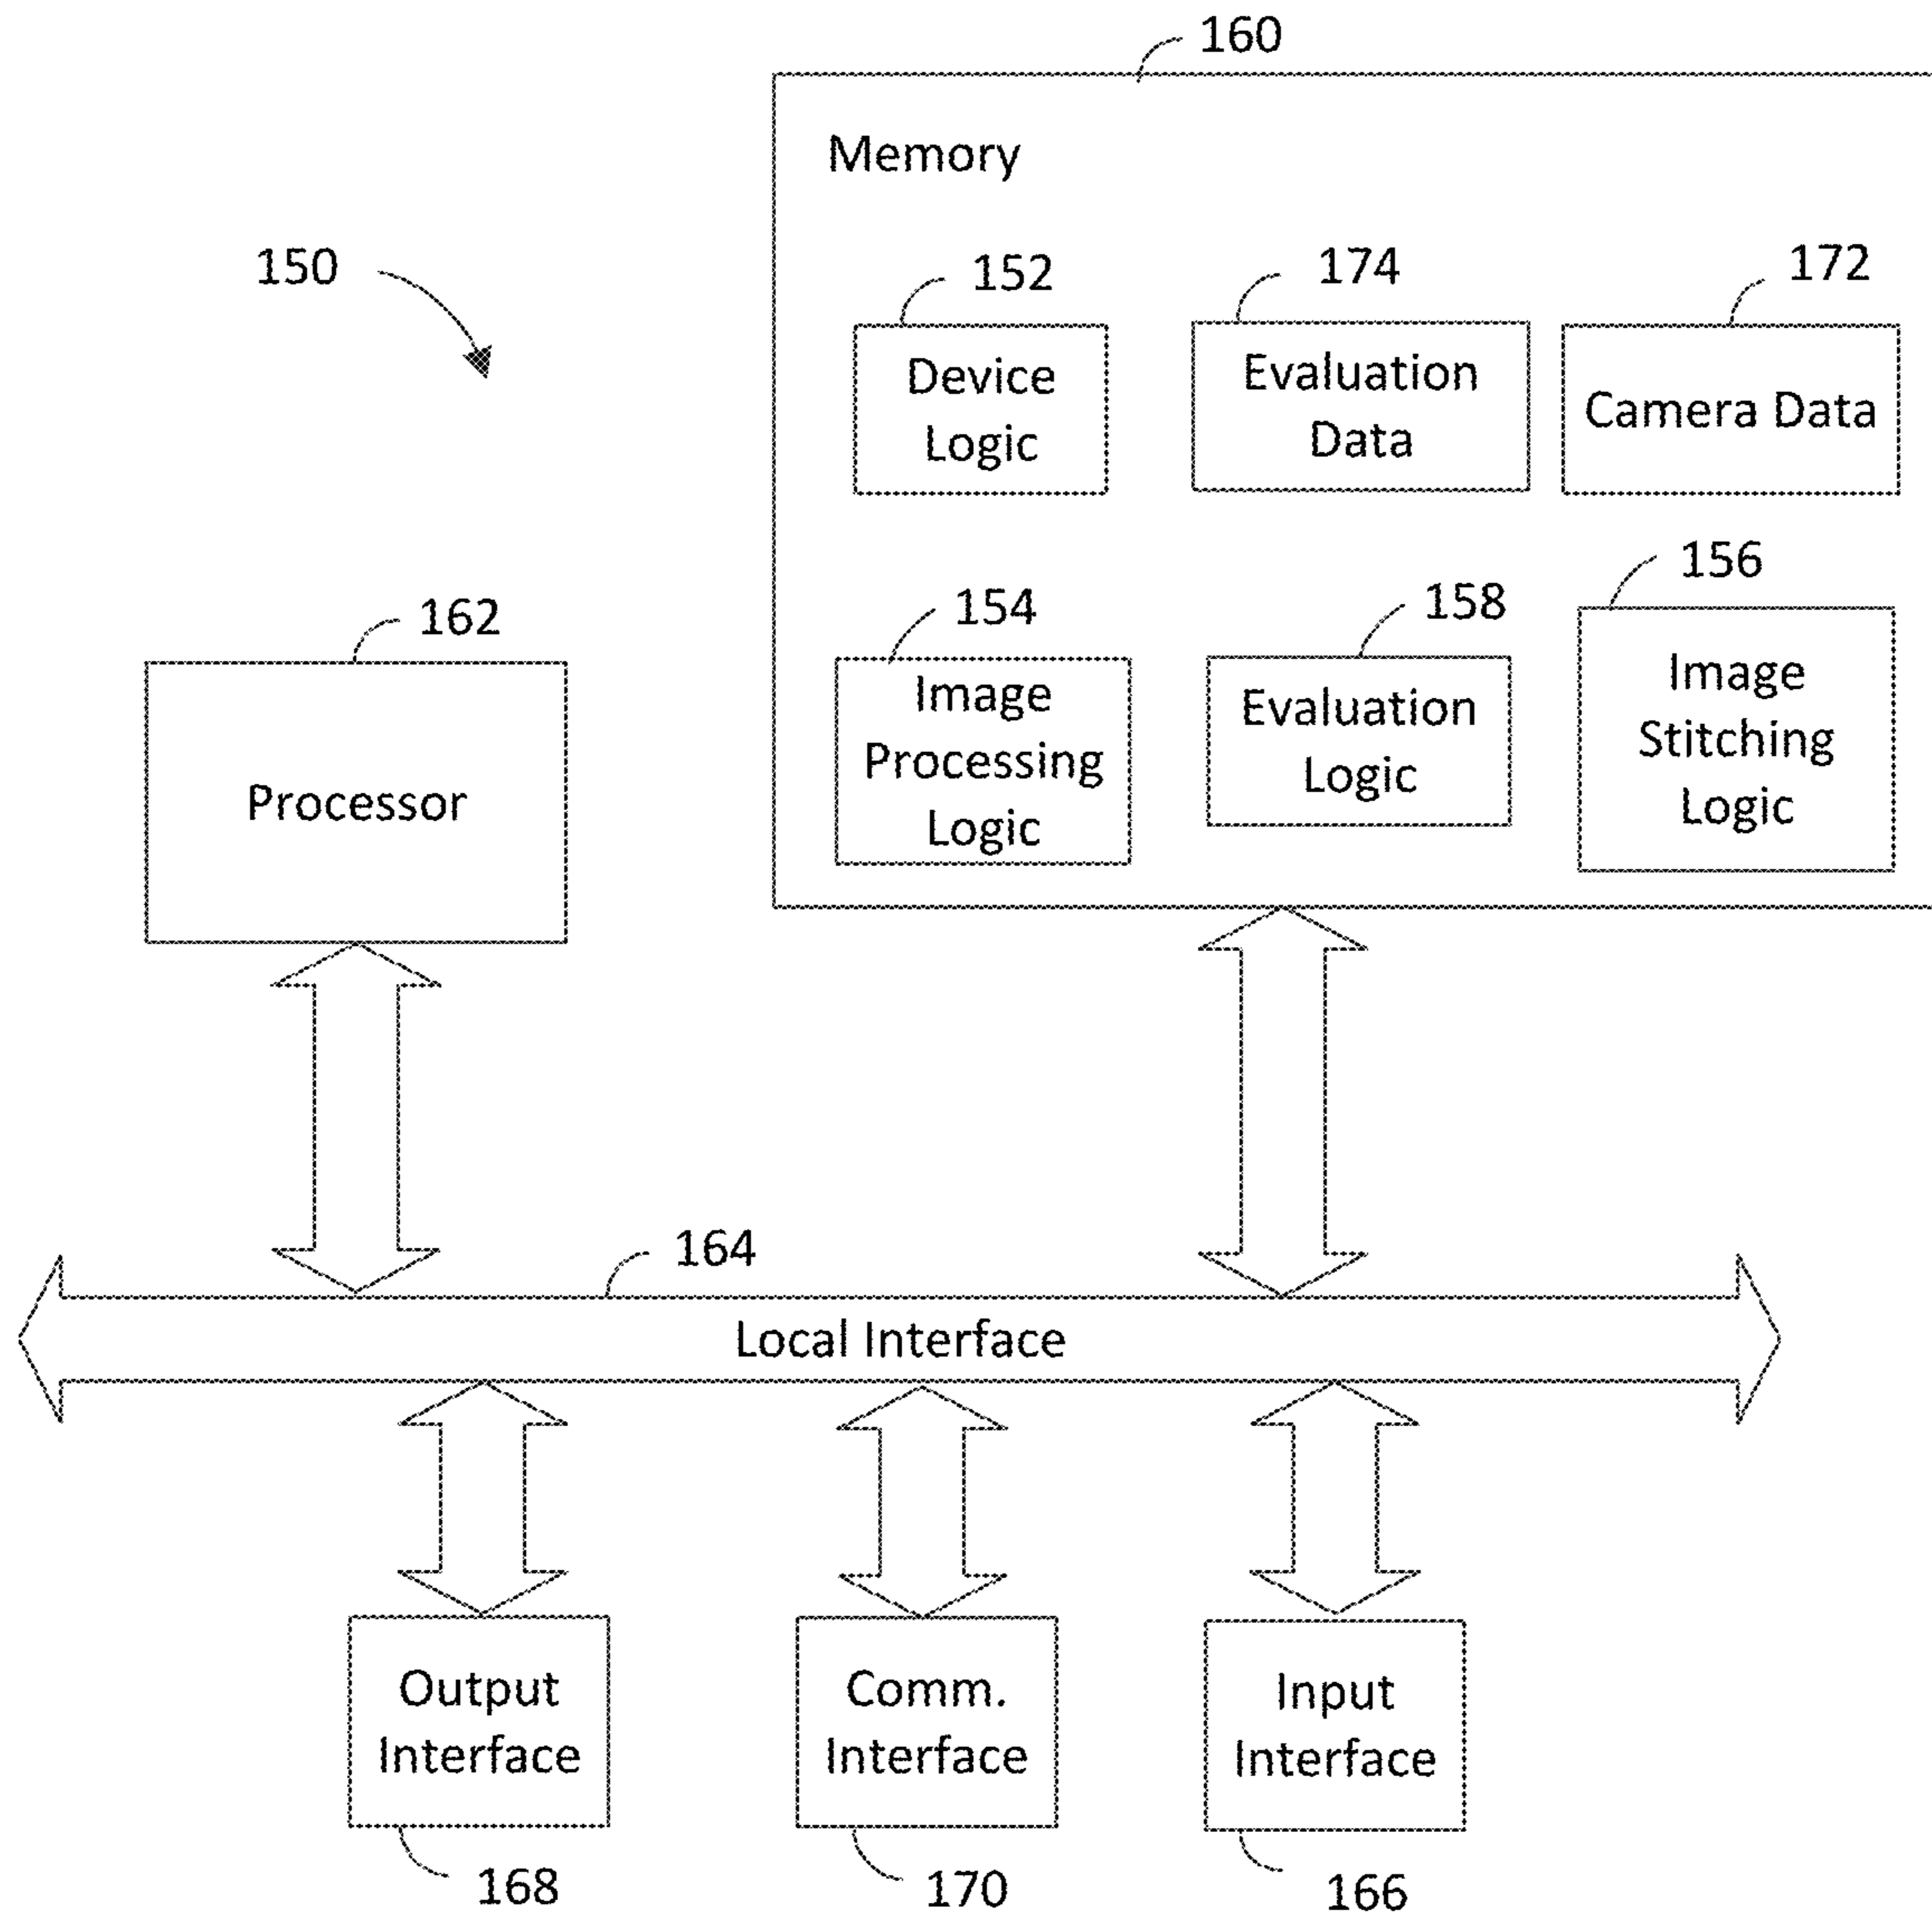 160
Memory
150
152
174
172
Device
Logic
Evaluation
Data
Camera Data
162
154
158
156
Processor
Image
Processing
Logic
Evaluation
Logic
Image
Stitching
Logic
164
Local Interface
Output
Interface
Comm.
Interface
Input
Interface
168
170
166